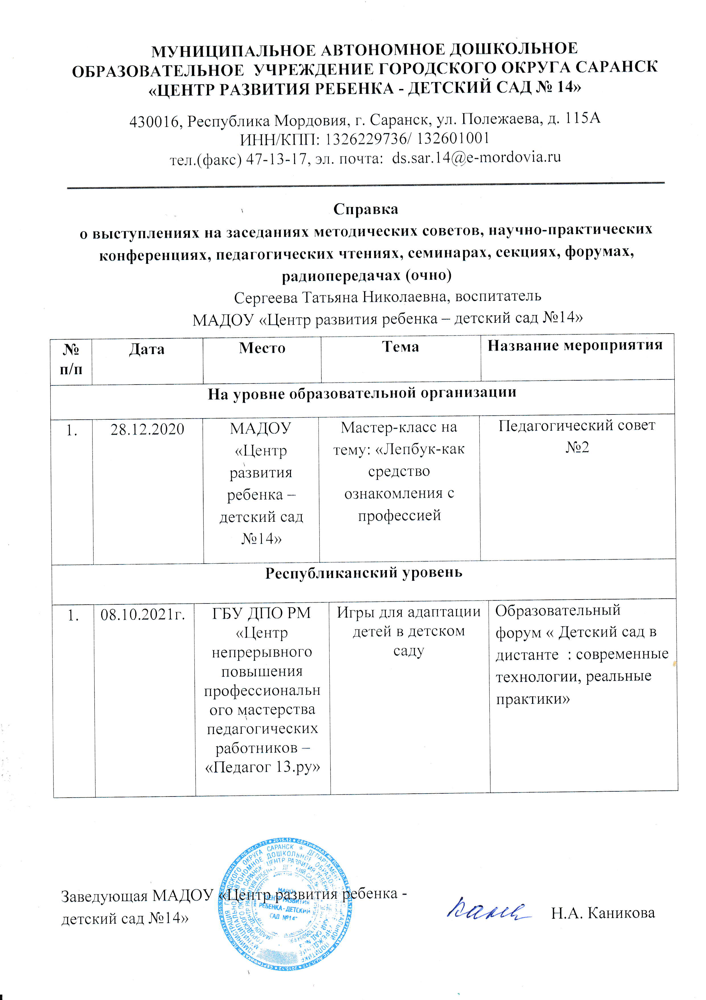 МУНИЦИПАЛЬНОЕ АВТОНОМНОЕ ДОШКОЛЬНОЕ
ОБРАЗОВАТЕЛЬНОЕ УЧРЕЖДЕНИЕ ГОРОДСКОГО ОКРУГА САРАНСК
«ЦЕНТР РАЗВИТИЯ РЕБЕНКА - ДЕТСКИЙ САД № 14»
430016, Республика Мордовия, г. Саранск, ул. Полежаева, д. 115А
ИНН/КПП: 1326229736/ 132601001
тел.(факс) 47-13-17, эл. почта: ds.sar.14@e-mordovia.ru
Справка
о выступлениях на заседаниях методических советов, научно-практических
конференциях, педагогических чтениях, семинарах, секциях, форумах,
радиопередачах (очно)
Сергеева Татьяна Николаевна, воспитатель
МАДОУ «Центр развития ребенка – детский сад №14»
№
п/п
Дата
Место
Тема
Название мероприятия
На уровне образовательной организации
1.
28.12.2020
МАДОУ
«Центр
развития
ребенка –
детский сад
№14»
Мастер-класс на
тему: «Лепбук-как
средство
ознакомления с
профессией
Педагогический совет
№2
Республиканский уровень
1.
08.10.2021г.
ГБУ ДПО РМ
«Центр
непрерывного
повышения
профессиональн
ого мастерства
педагогических
работников –
«Педагог 13.ру»
Игры для адаптации
детей в детском
саду
Образовательный
форум « Детский сад в
дистанте : современные
технологии, реальные
практики»
Заведующая МАДОУ «Центр развития ребенка -
детский сад №14»
Н.А. Каникова
МАДОУ
ЦЕНТР РАЗВИТИЯ
РЕБЕНКА - ДЕТСКИЙ
САД №14"